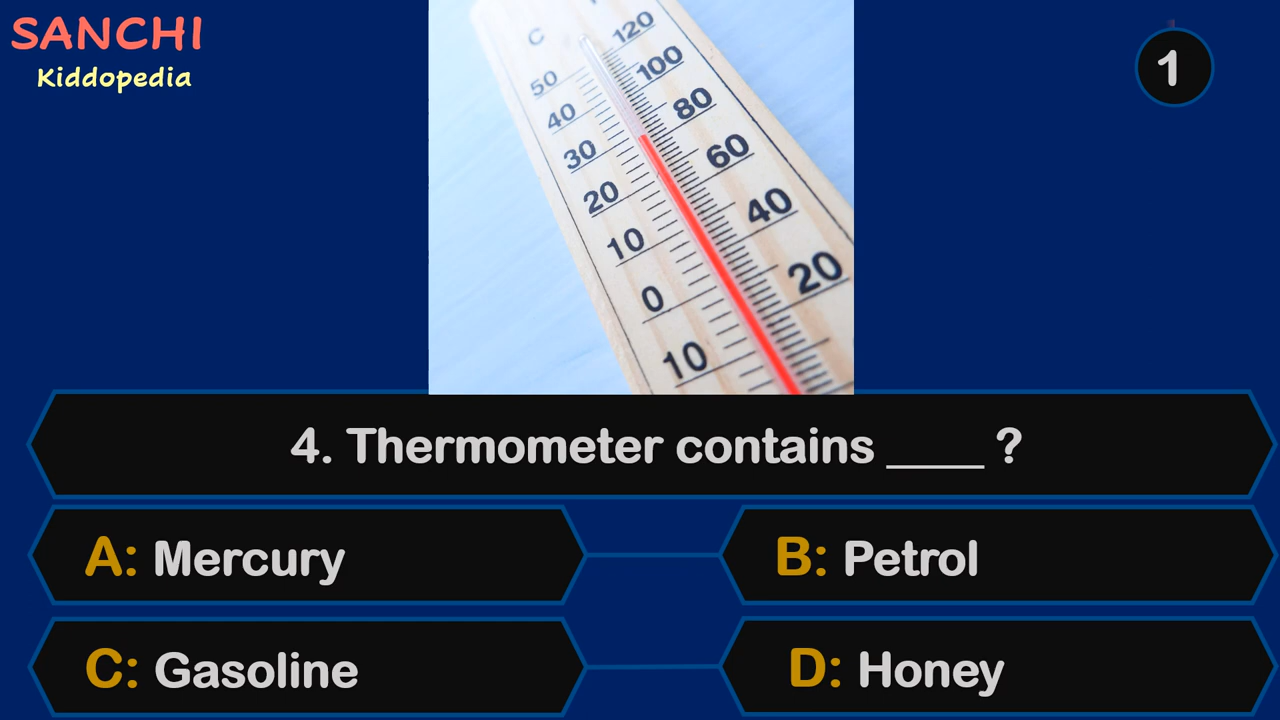 SANCHI
Kiddopedia
1
C
120
50
100
40
80
30
60
20
40
10
20
0
10
4. Thermometer contains ____ ?
A: Mercury
B: Petrol
C: Gasoline
D: Honey